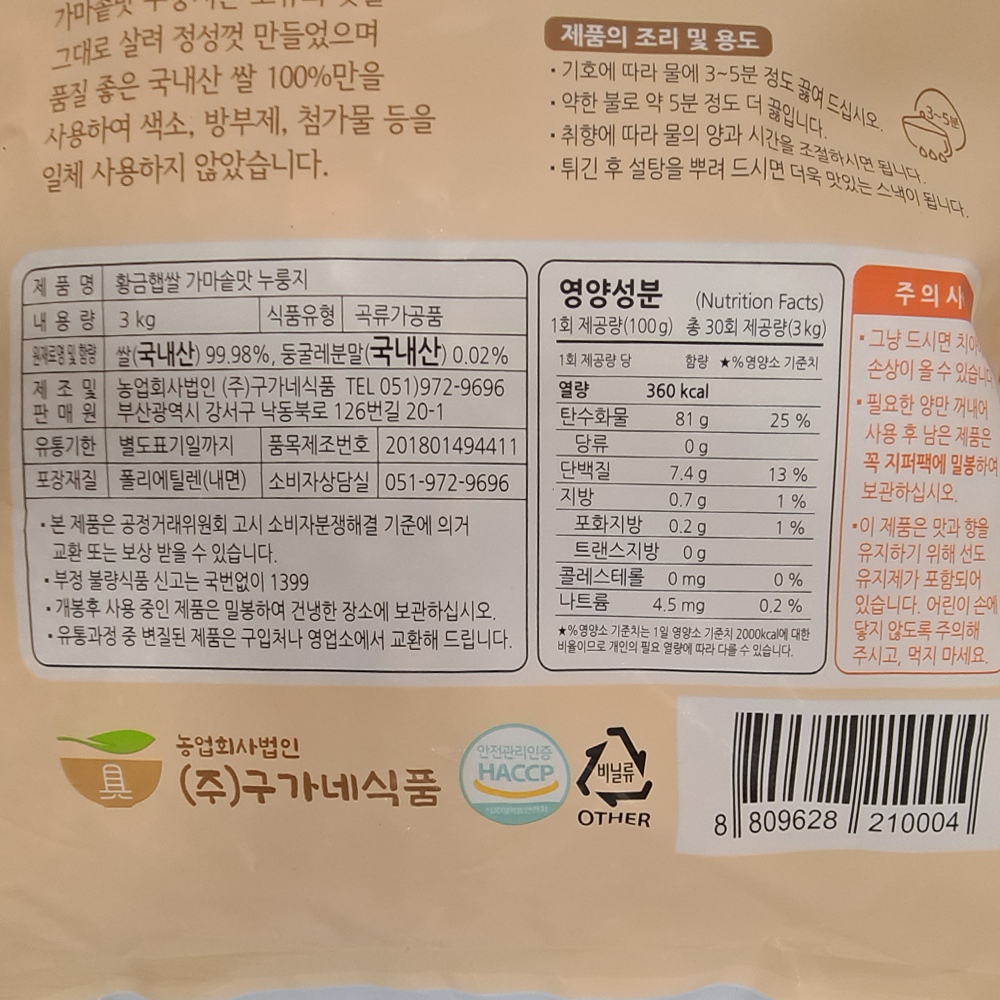 가마솥맛
그대로 살려 정성껏 만들었으며
품질 좋은 국내산 쌀 100%만을
사용하여 색소, 방부제, 첨가물 등을
일체 사용하지 않았습니다.
제품의 조리 및 용도
· 기호에 따라 물에 3~5분 정도 끓여 드십시오.
· 약한 불로 약 5분 정도 더 끓입니다.
· 취향에 따라 물의 양과 시간을 조절하시면 됩니다.
· 튀긴 후 설탕을 뿌려 드시면 더욱 맛있는 스낵이 됩니다.
3~5분
제 품 명 황금햅쌀 가마솥맛 누룽지
내 용 량 3 kg 식품유형 곡류가공품
원재료명 및 함량 쌀(국내산) 99.98%, 둥굴레분말(국내산) 0.02%
제 조 및 농업회사법인 (주)구가네식품 TEL 051)972-9696
판 매 원 부산광역시 강서구 낙동북로 126번길 20-1
유통기한 별도표기일까지 품목제조번호 201801494411
포장재질 폴리에틸렌(내면) 소비자상담실 051-972-9696
· 본 제품은 공정거래위원회 고시 소비자분쟁해결 기준에 의거
교환 또는 보상 받을 수 있습니다.
· 부정 불량식품 신고는 국번없이 1399
· 개봉후 사용 중인 제품은 밀봉하여 건냉한 장소에 보관하십시오.
· 유통과정 중 변질된 제품은 구입처나 영업소에서 교환해 드립니다.
영양성분 (Nutrition Facts)
1회 제공량(100g) 총 30회 제공량(3kg)
1회 제공량 당 함량 ★%영양소 기준치
열량 360 kcal
탄수화물 81 g 25 %
당류 0 g
단백질 7.4 g 13 %
지방 0.7 g 1 %
포화지방 0.2 g 1 %
트랜스지방 0 g
콜레스테롤 0 mg 0 %
나트륨 4.5 mg 0.2 %
★%영양소 기준치는 1일 영양소 기준치 2000kcal에 대한
비율이므로 개인의 필요 열량에 따라 다를 수 있습니다.
주 의 사
· 그냥 드시면 치아
손상이 올 수 있습니다
· 필요한 양만 꺼내어
사용 후 남은 제품은
꼭 지퍼팩에 밀봉하여
보관하십시오.
· 이 제품은 맛과 향을
유지하기 위해 선도
유지제가 포함되어
있습니다. 어린이 손에
닿지 않도록 주의해
주시고, 먹지 마세요.
具
농업회사법인
(주)구가네식품
안전관리인증
HACCP
비닐류
OTHER
8 809628 210004